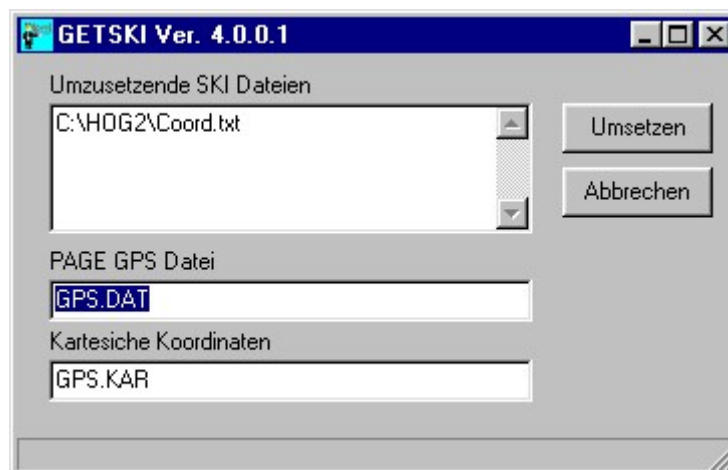 GETSKI Ver. 4.0.0.1
Umzusetzende SKI Dateien
C:\HOG2\Coord.txt
Umsetzen
Abbrechen
PAGE GPS Datei
GPS.DAT
Kartesiche Koordinaten
GPS.KAR